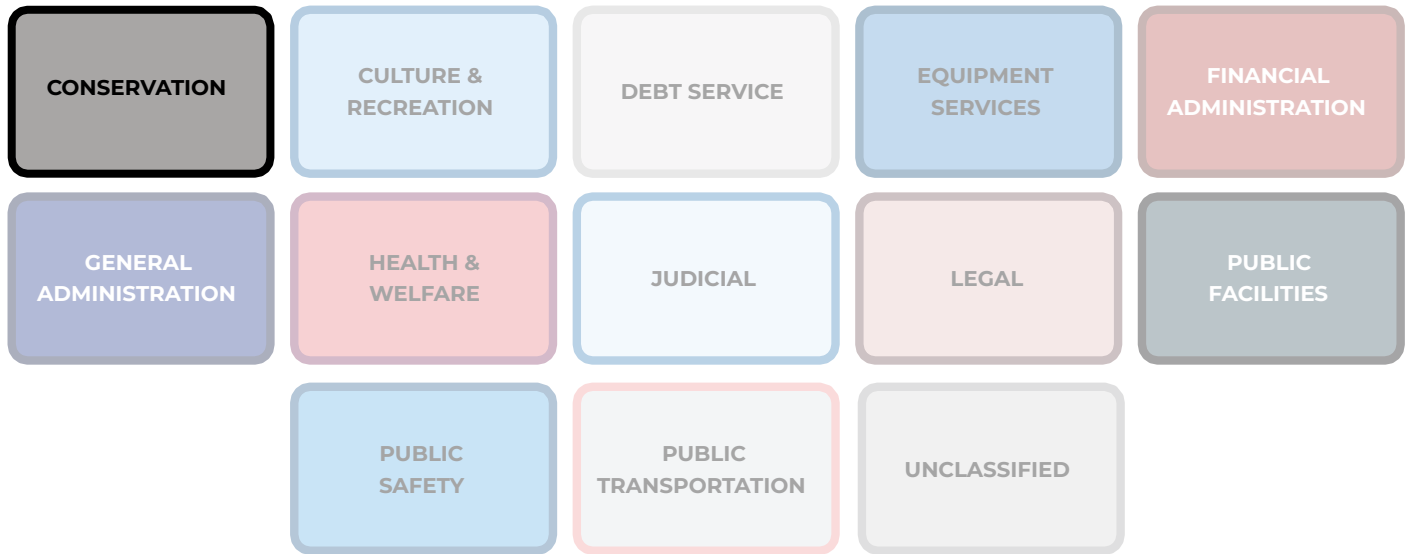 CONSERVATION
CULTURE &
RECREATION
DEBT SERVICE
EQUIPMENT
SERVICES
FINANCIAL
ADMINISTRATION
GENERAL
ADMINISTRATION
HEALTH &
WELFARE
JUDICIAL
LEGAL
PUBLIC
FACILITIES
PUBLIC
SAFETY
PUBLIC
TRANSPORTATION
UNCLASSIFIED